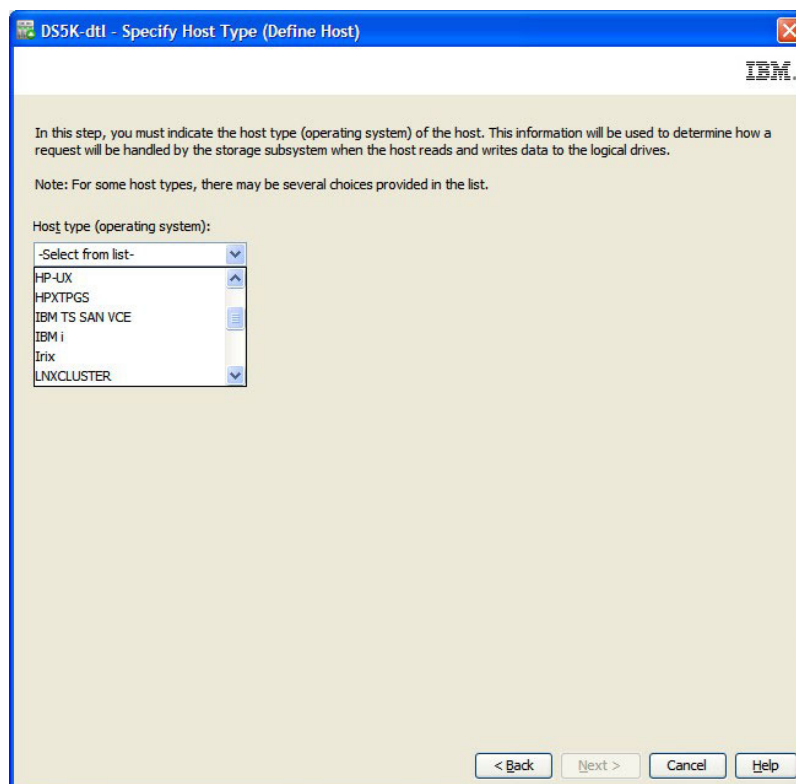 DS5K-dtl - Specify Host Type (Define Host)
IBM.
In this step, you must indicate the host type (operating system) of the host. This information will be used to determine how a
request will be handled by the storage subsystem when the host reads and writes data to the logical drives.
Note: For some host types, there may be several choices provided in the list.
Host type (operating system):
-Select from list-
HP-UX
HPXTPGS
IBM TS SAN VCE
IBM i
Irix
LNXCLUSTER
< Back Next > Cancel Help